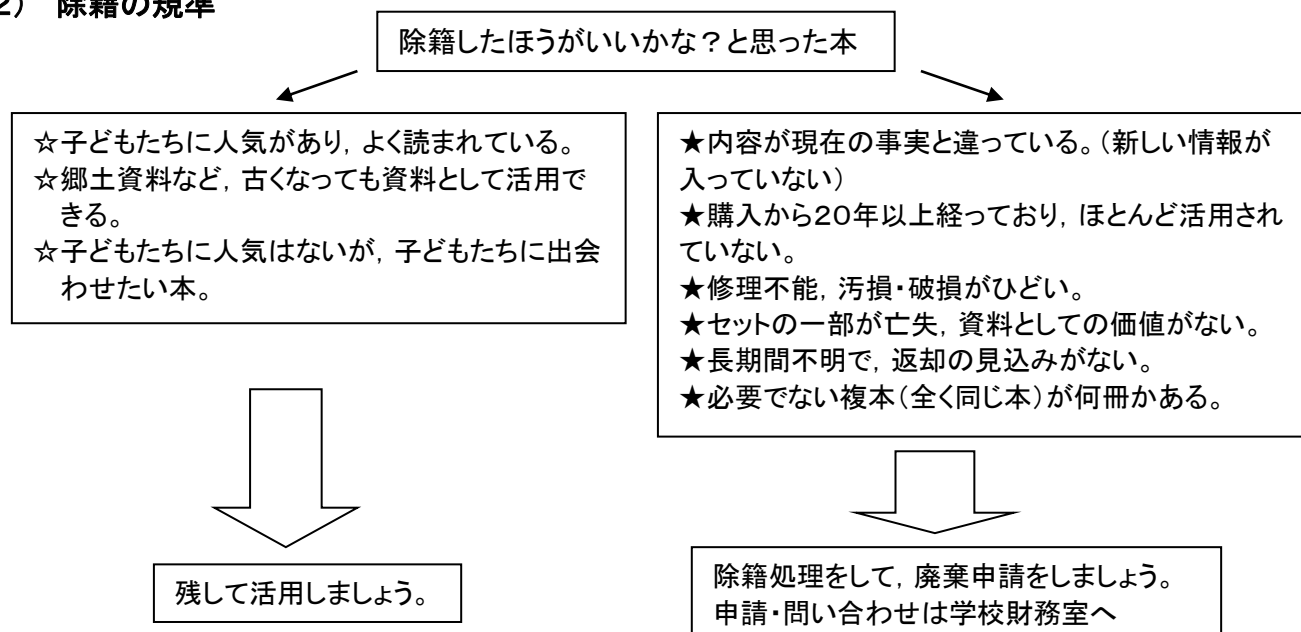 ２） 除籍の規準
除籍したほうがいいかな？と思った本
☆子どもたちに人気があり，よく読まれている。
☆郷土資料など，古くなっても資料として活用で
きる。
☆子どもたちに人気はないが，子どもたちに出会
わせたい本。
★内容が現在の事実と違っている。（新しい情報が
入っていない）
★購入から２０年以上経っており，ほとんど活用され
ていない。
★修理不能，汚損・破損がひどい。
★セットの一部が亡失，資料としての価値がない。
★長期間不明で，返却の見込みがない。
★必要でない複本（全く同じ本）が何冊かある。
残して活用しましょう。
除籍処理をして，廃棄申請をしましょう。
申請・問い合わせは学校財務室へ